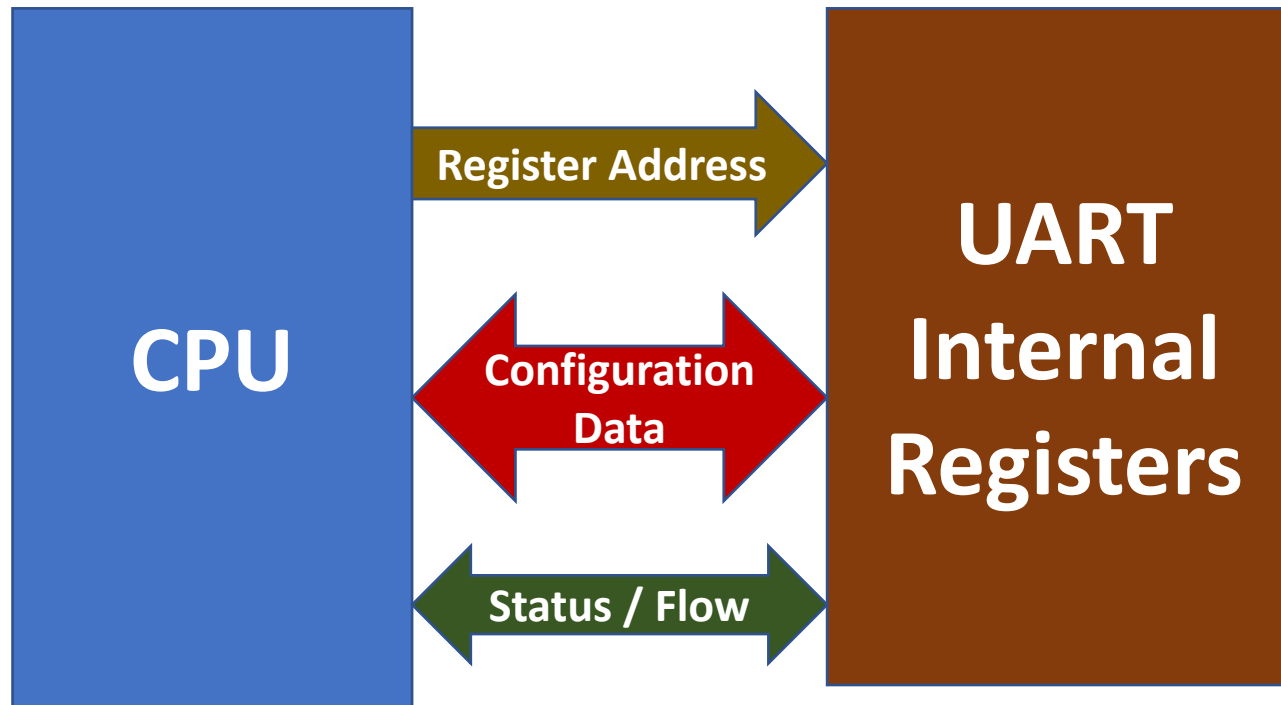 CPU
Register Address
Configuration
Data
Status / Flow
UART
Internal
Registers